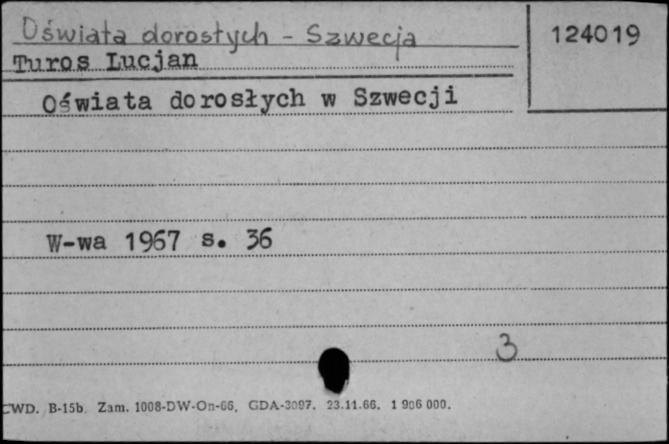 Oświata dorosłych - Szwecja
124019
Turos Lucjan
Oświata dorosłych w Szwecji
W-wa 1967 s. 36
3
CWD. B-15b. Zam. 1008-DW-On-66. GDA-3097. 23.11.66. 1 906 000.